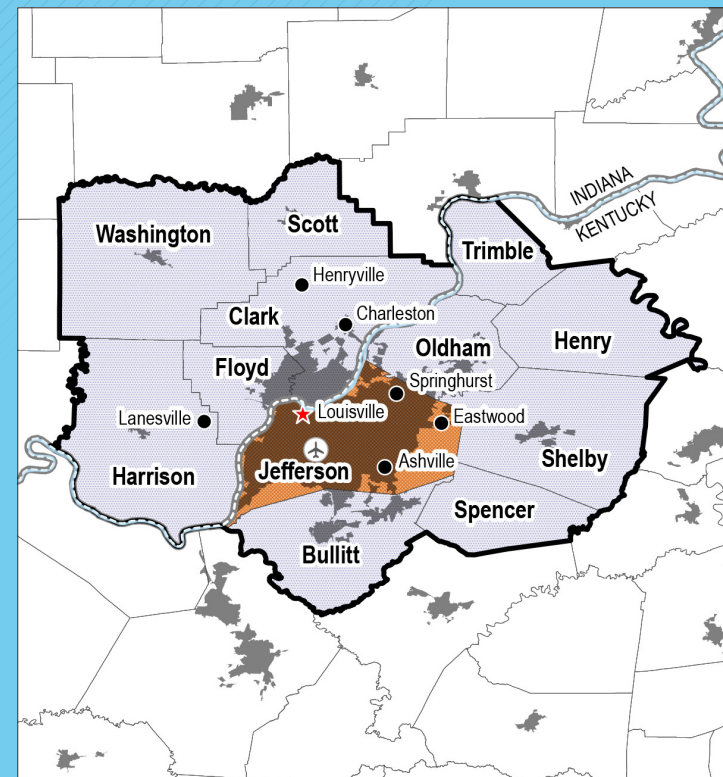 INDIANA
KENTUCKY
Scott
Washington
Trimble
Henryville
Clark
Charleston
Henry
Oldham
Floyd
Springhurst
Louisville
Lanesville
Eastwood
Shelby
Ashville
Jefferson
Harrison
Spencer
Bullitt